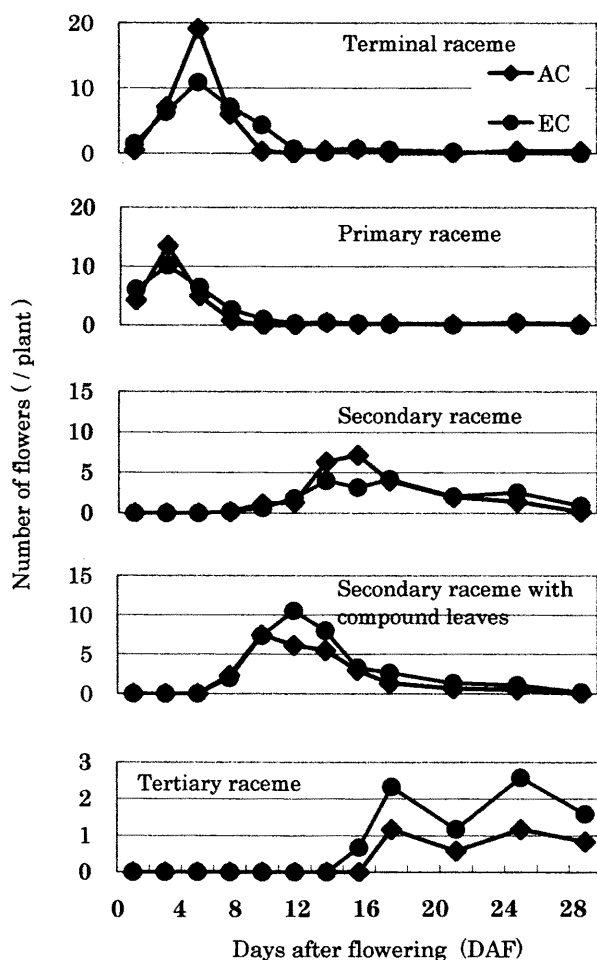 20
Terminal raceme
AC
10
EC
0
20
Primary raceme
10
0
15
Secondary raceme
10
5
0
15
Secondary raceme with
compound leaves
10
5
0
3
Tertiary raceme
2
1
0
0 4 8 12 16 20 24 28
Days after flowering (DAF)
Number of flowers ( / plant)